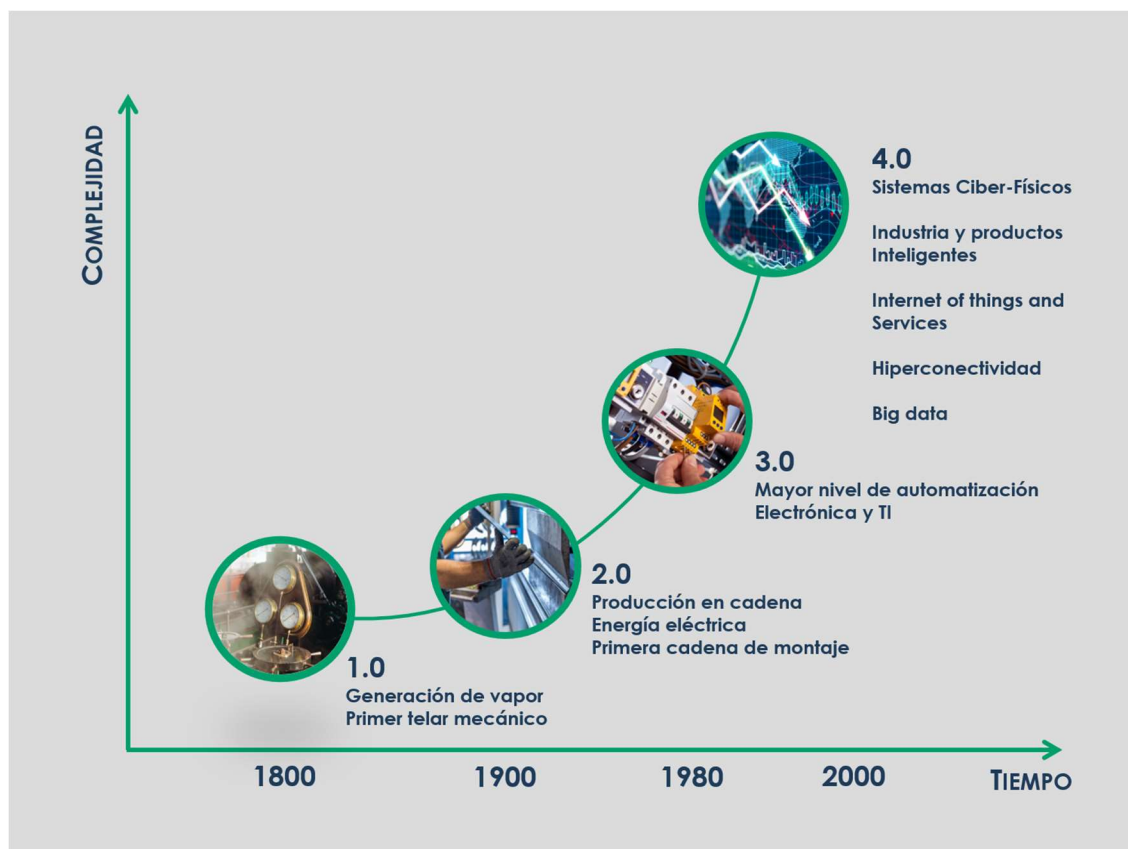 COMPLEJIDAD
4.0
Sistemas Ciber-Físicos
Industria y productos
Inteligentes
Internet of things and
Services
Hiperconectividad
Big data
3.0
Mayor nivel de automatización
Electrónica y TI
2.0
Producción en cadena
Energía eléctrica
Primera cadena de montaje
1.0
Generación de vapor
Primer telar mecánico
1800 1900 1980 2000 TIEMPO